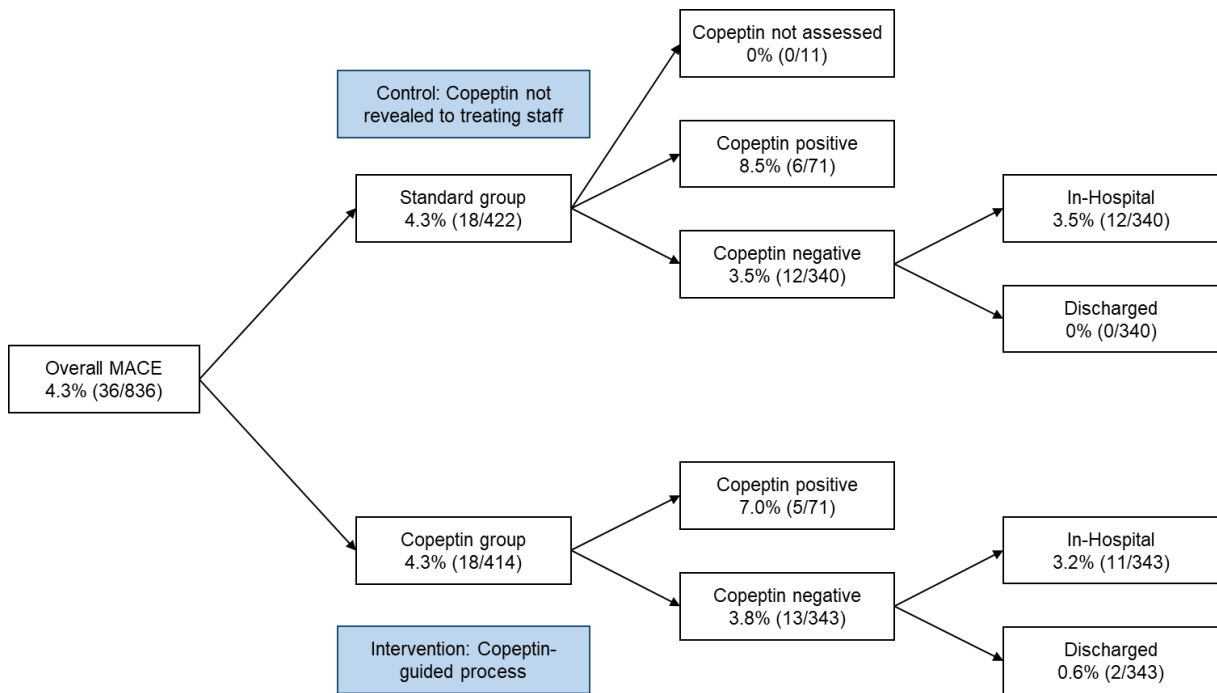 Copeptin not assessed
0% (0/11)
Control: Copeptin not
revealed to treating staff
Copeptin positive
8.5% (6/71)
Standard group
4.3% (18/422)
In-Hospital
3.5% (12/340)
Copeptin negative
3.5% (12/340)
Discharged
0% (0/340)
Overall MACE
4.3% (36/836)
Copeptin positive
7.0% (5/71)
Copeptin group
4.3% (18/414)
In-Hospital
3.2% (11/343)
Copeptin negative
3.8% (13/343)
Intervention: Copeptin-
guided process
Discharged
0.6% (2/343)